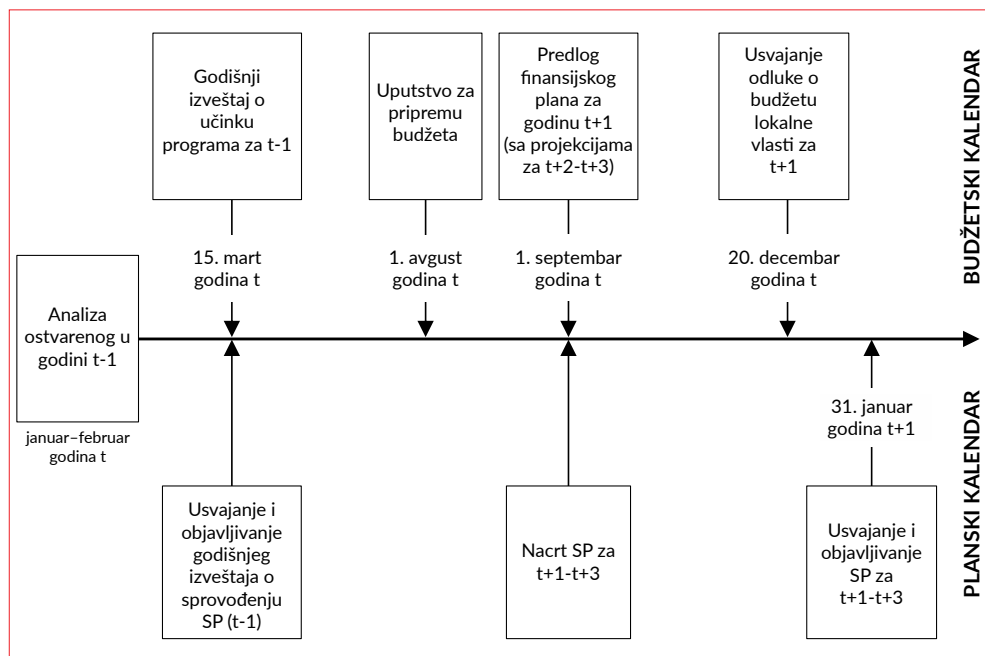 Godišnji
izveštaj o
učinku
programa za t-1
Uputstvo za
pripremu
budžeta
Predlog
finansijskog
plana za
godinu t+1
(sa projekcijama
za t+2-t+3)
Usvajanje
odluke o
budžetu
lokalne
vlasti za
t+1
BUDŽETSKI KALENDAR
15. mart
godina t
1. avgust
godina t
1. septembar
godina t
20. decembar
godina t
Analiza
ostvarenog u
godini t-1
januar–februar
godina t
31. januar
godina t+1
Usvajanje i
objavljivanje
godišnjeg
izveštaja o
sprovođenju
SP (t-1)
Nacrt SP za
t+1-t+3
Usvajanje i
objavljivanje
SP za
t+1-t+3
PLANSKI KALENDAR